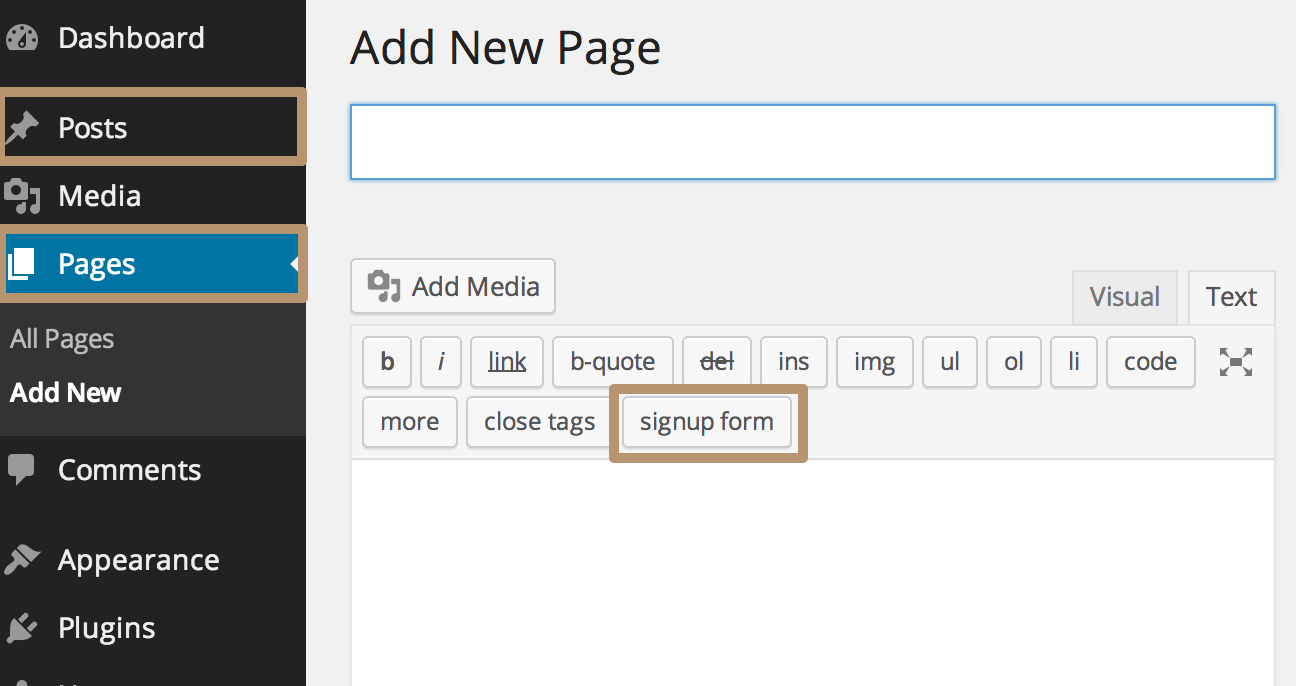 Dashboard
Posts
Media
Pages
All Pages
Add New
Comments
Appearance
Plugins
Add New Page
Add Media
Visual Text
b i link b-quote del ins img ul ol li code
more close tags signup form